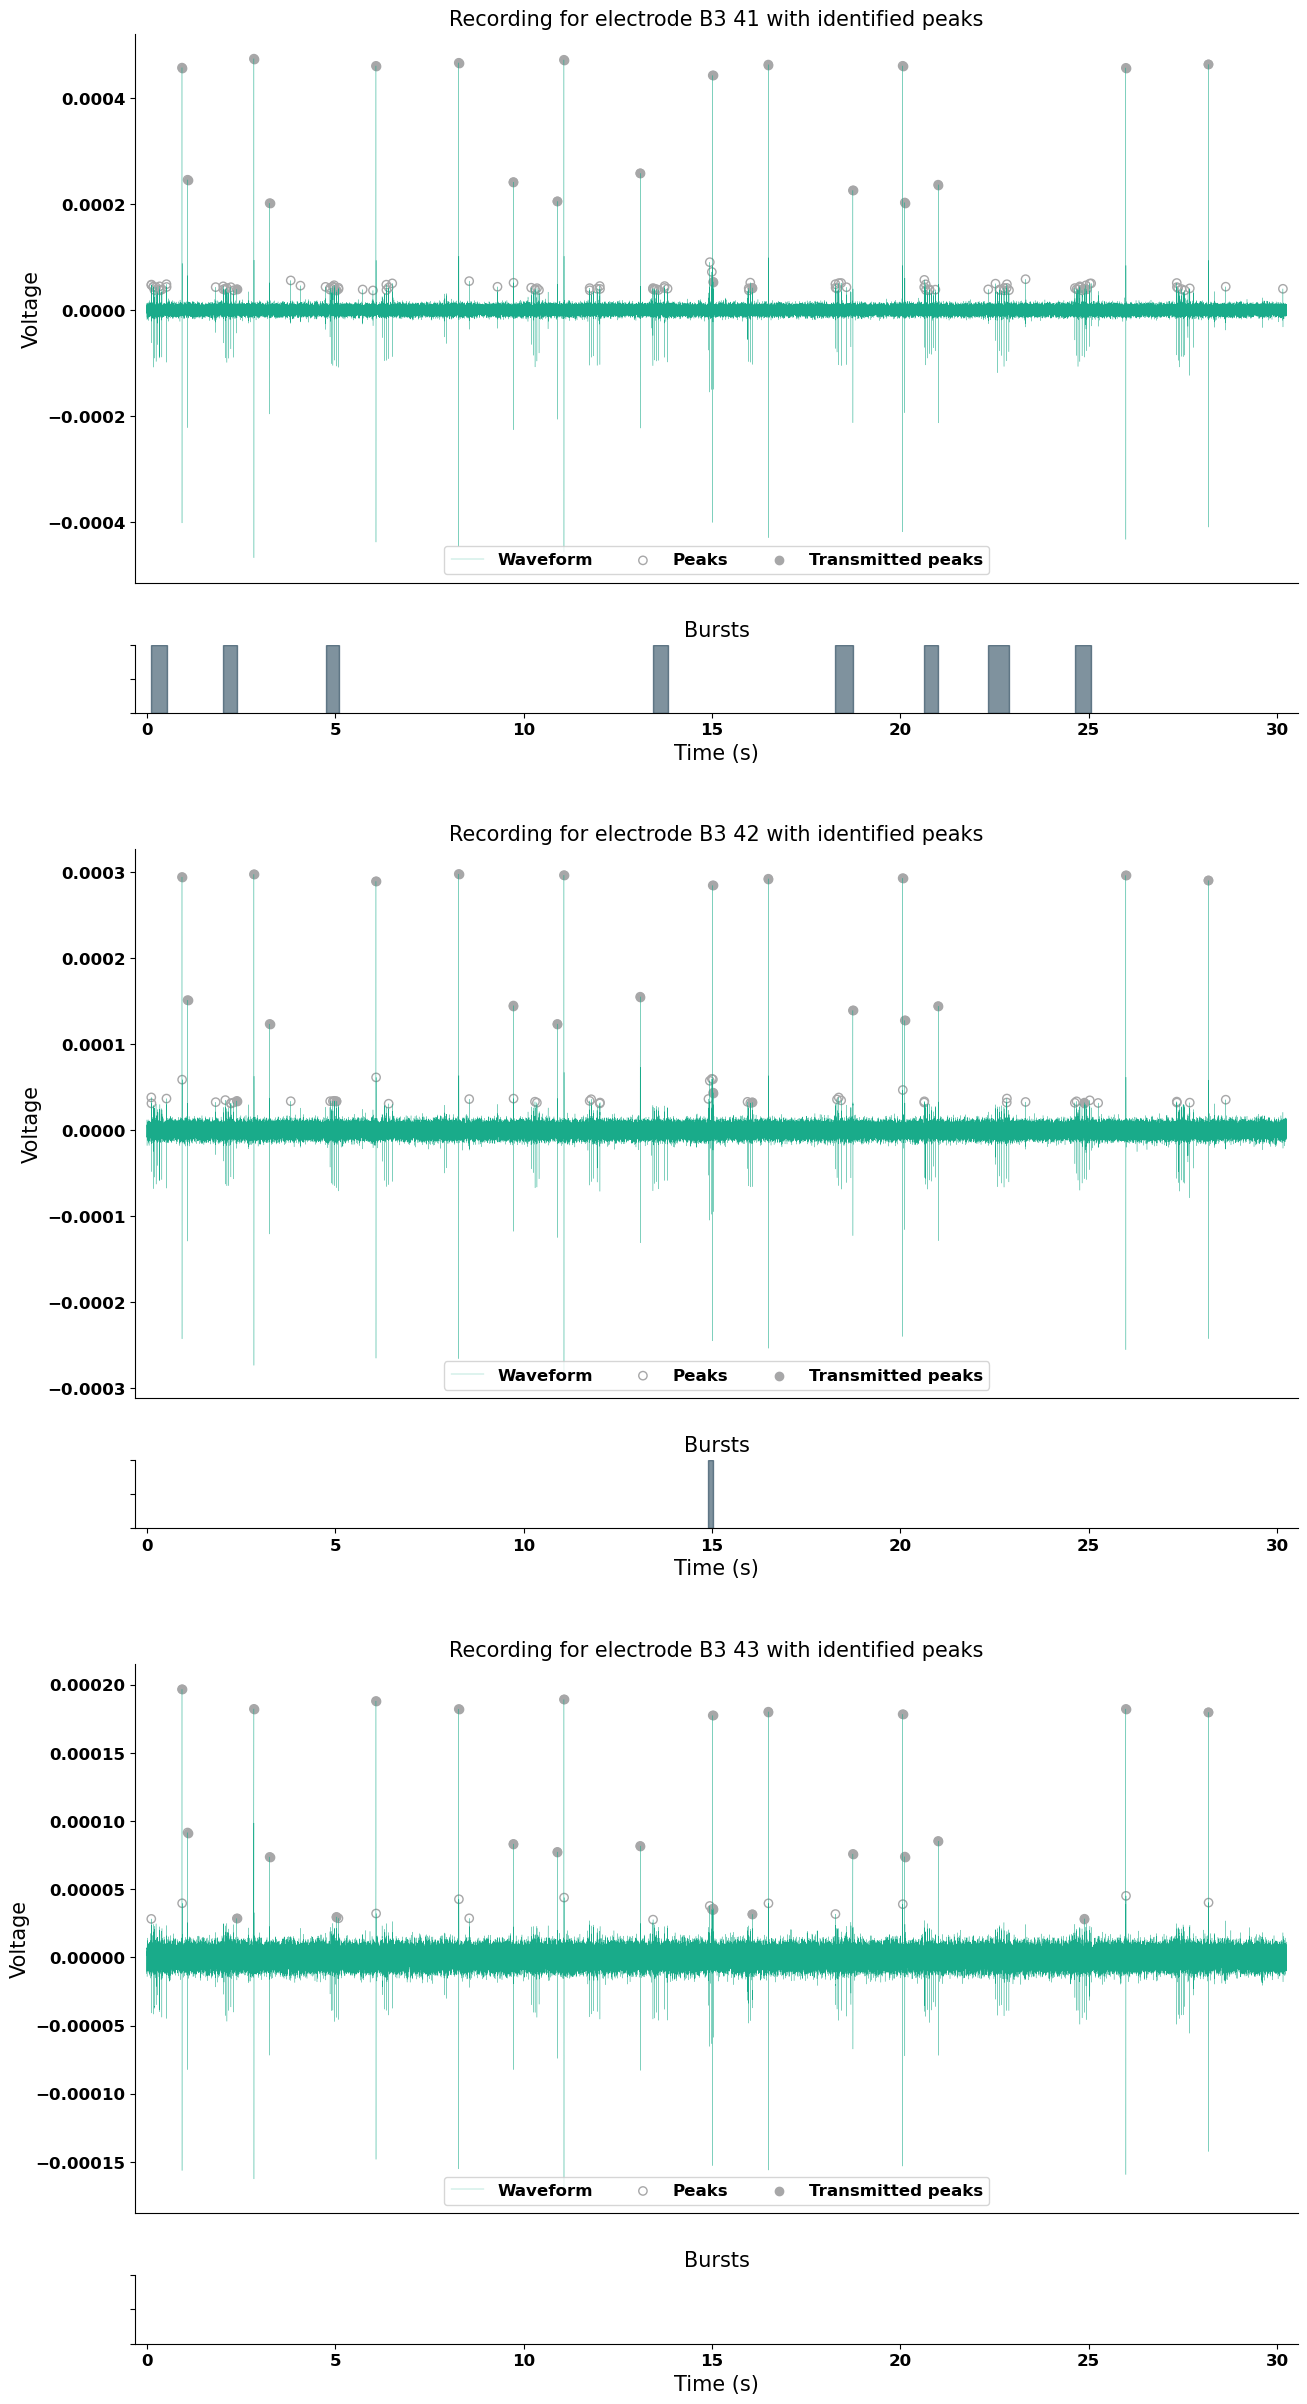 Recording for electrode B3 41 with identified peaks
0.0004
0.0002
0.0000
−0.0002
−0.0004
Voltage
Waveform Peaks Transmitted peaks
Bursts
0 5 10 15 20 25 30
Time (s)
Recording for electrode B3 42 with identified peaks
0.0003
0.0002
0.0001
0.0000
−0.0001
−0.0002
−0.0003
Voltage
Waveform Peaks Transmitted peaks
Bursts
0 5 10 15 20 25 30
Time (s)
Recording for electrode B3 43 with identified peaks
0.00020
0.00015
0.00010
0.00005
0.00000
−0.00005
−0.00010
−0.00015
Voltage
Waveform Peaks Transmitted peaks
Bursts
0 5 10 15 20 25 30
Time (s)